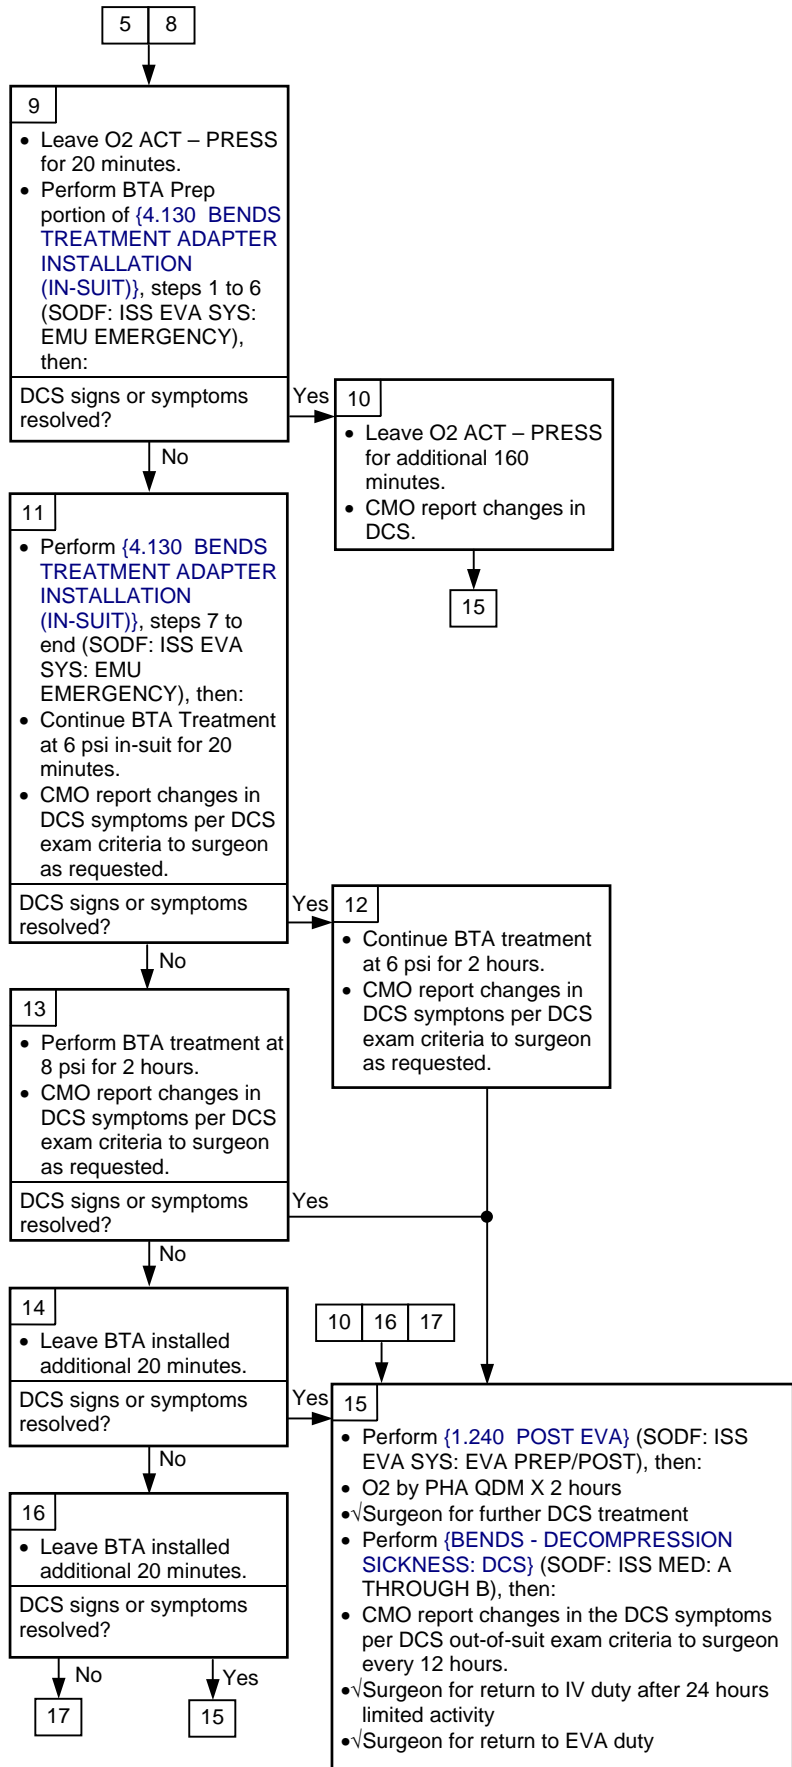 5 8
9
• Leave O2 ACT – PRESS
for 20 minutes.
• Perform BTA Prep
portion of {4.130 BENDS
TREATMENT ADAPTER
INSTALLATION
(IN-SUIT)}, steps 1 to 6
(SODF: ISS EVA SYS:
EMU EMERGENCY),
then:
DCS signs or symptoms
resolved?
Yes
No
10
• Leave O2 ACT – PRESS
for additional 160
minutes.
• CMO report changes in
DCS.
15
11
• Perform {4.130 BENDS
TREATMENT ADAPTER
INSTALLATION
(IN-SUIT)}, steps 7 to
end (SODF: ISS EVA
SYS: EMU
EMERGENCY), then:
• Continue BTA Treatment
at 6 psi in-suit for 20
minutes.
• CMO report changes in
DCS symptoms per DCS
exam criteria to surgeon
as requested.
DCS signs or symptoms
resolved?
Yes
No
12
• Continue BTA treatment
at 6 psi for 2 hours.
• CMO report changes in
DCS symptons per DCS
exam criteria to surgeon
as requested.
13
• Perform BTA treatment at
8 psi for 2 hours.
• CMO report changes in
DCS symptoms per DCS
exam criteria to surgeon
as requested.
DCS signs or symptoms
resolved?
Yes
No
14
• Leave BTA installed
additional 20 minutes.
DCS signs or symptoms
resolved?
Yes
No
10 16 17
15
• Perform {1.240 POST EVA} (SODF: ISS
EVA SYS: EVA PREP/POST), then:
• O2 by PHA QDM X 2 hours
•√Surgeon for further DCS treatment
• Perform {BENDS - DECOMPRESSION
SICKNESS: DCS} (SODF: ISS MED: A
THROUGH B), then:
• CMO report changes in the DCS symptoms
per DCS out-of-suit exam criteria to surgeon
every 12 hours.
•√Surgeon for return to IV duty after 24 hours
limited activity
•√Surgeon for return to EVA duty
16
• Leave BTA installed
additional 20 minutes.
DCS signs or symptoms
resolved?
No
Yes
17
15